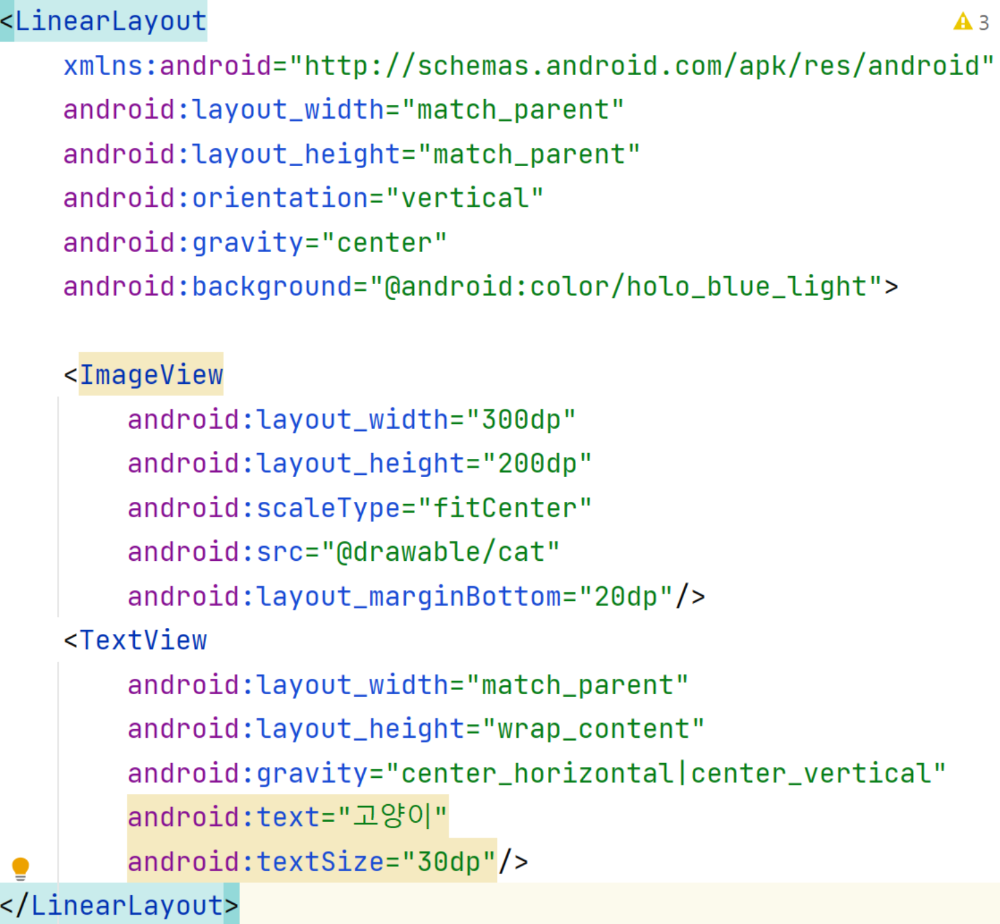 <LinearLayout
3
xmlns:android="http://schemas.android.com/apk/res/android"
android:layout_width="match_parent"
android:layout_height="match_parent"
android:orientation="vertical"
android:gravity="center"
android:background="@android:color/holo_blue_light">
<ImageView
android:layout_width="300dp"
android:layout_height="200dp"
android:scaleType="fitCenter"
android:src="@drawable/cat"
android:layout_marginBottom="20dp"/>
<TextView
android:layout_width="match_parent"
android:layout_height="wrap_content"
android:gravity="center_horizontal|center_vertical"
android:text="고양이"
android:textSize="30dp"/>
</LinearLayout>